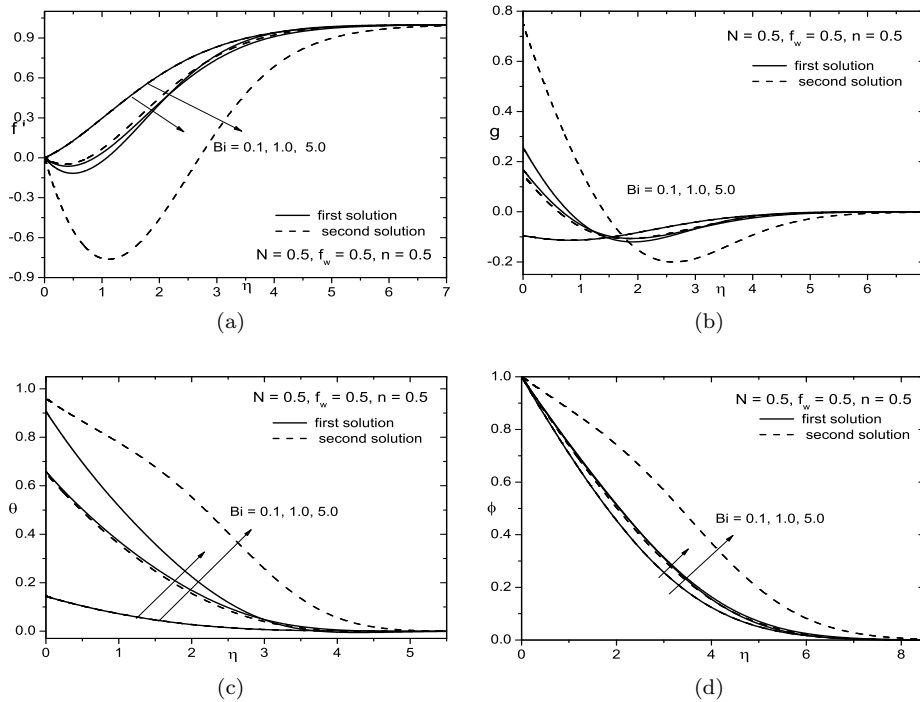 0.9
0.6
f'
0.3
0.0
-0.3
-0.6
-0.9
Bi = 0.1, 1.0, 5.0
first solution
second solution
N = 0.5, f_w = 0.5, n = 0.5
0 1 2 3 4 5 6 7
η
(a)
0.8
0.6
0.4
g
0.2
0.0
-0.2
N = 0.5, f_w = 0.5, n = 0.5
first solution
second solution
Bi = 0.1, 1.0, 5.0
0 1 2 3 4 5 6
η
(b)
1.0
0.8
0.6
θ
0.4
0.2
0.0
N = 0.5, f_w = 0.5, n = 0.5
first solution
second solution
Bi = 0.1, 1.0, 5.0
0 1 2 3 4 5
η
(c)
1.0
0.8
0.6
ϕ
0.4
0.2
0.0
N = 0.5, f_w = 0.5, n = 0.5
first solution
second solution
Bi = 0.1, 1.0, 5.0
0 2 4 6 8
η
(d)